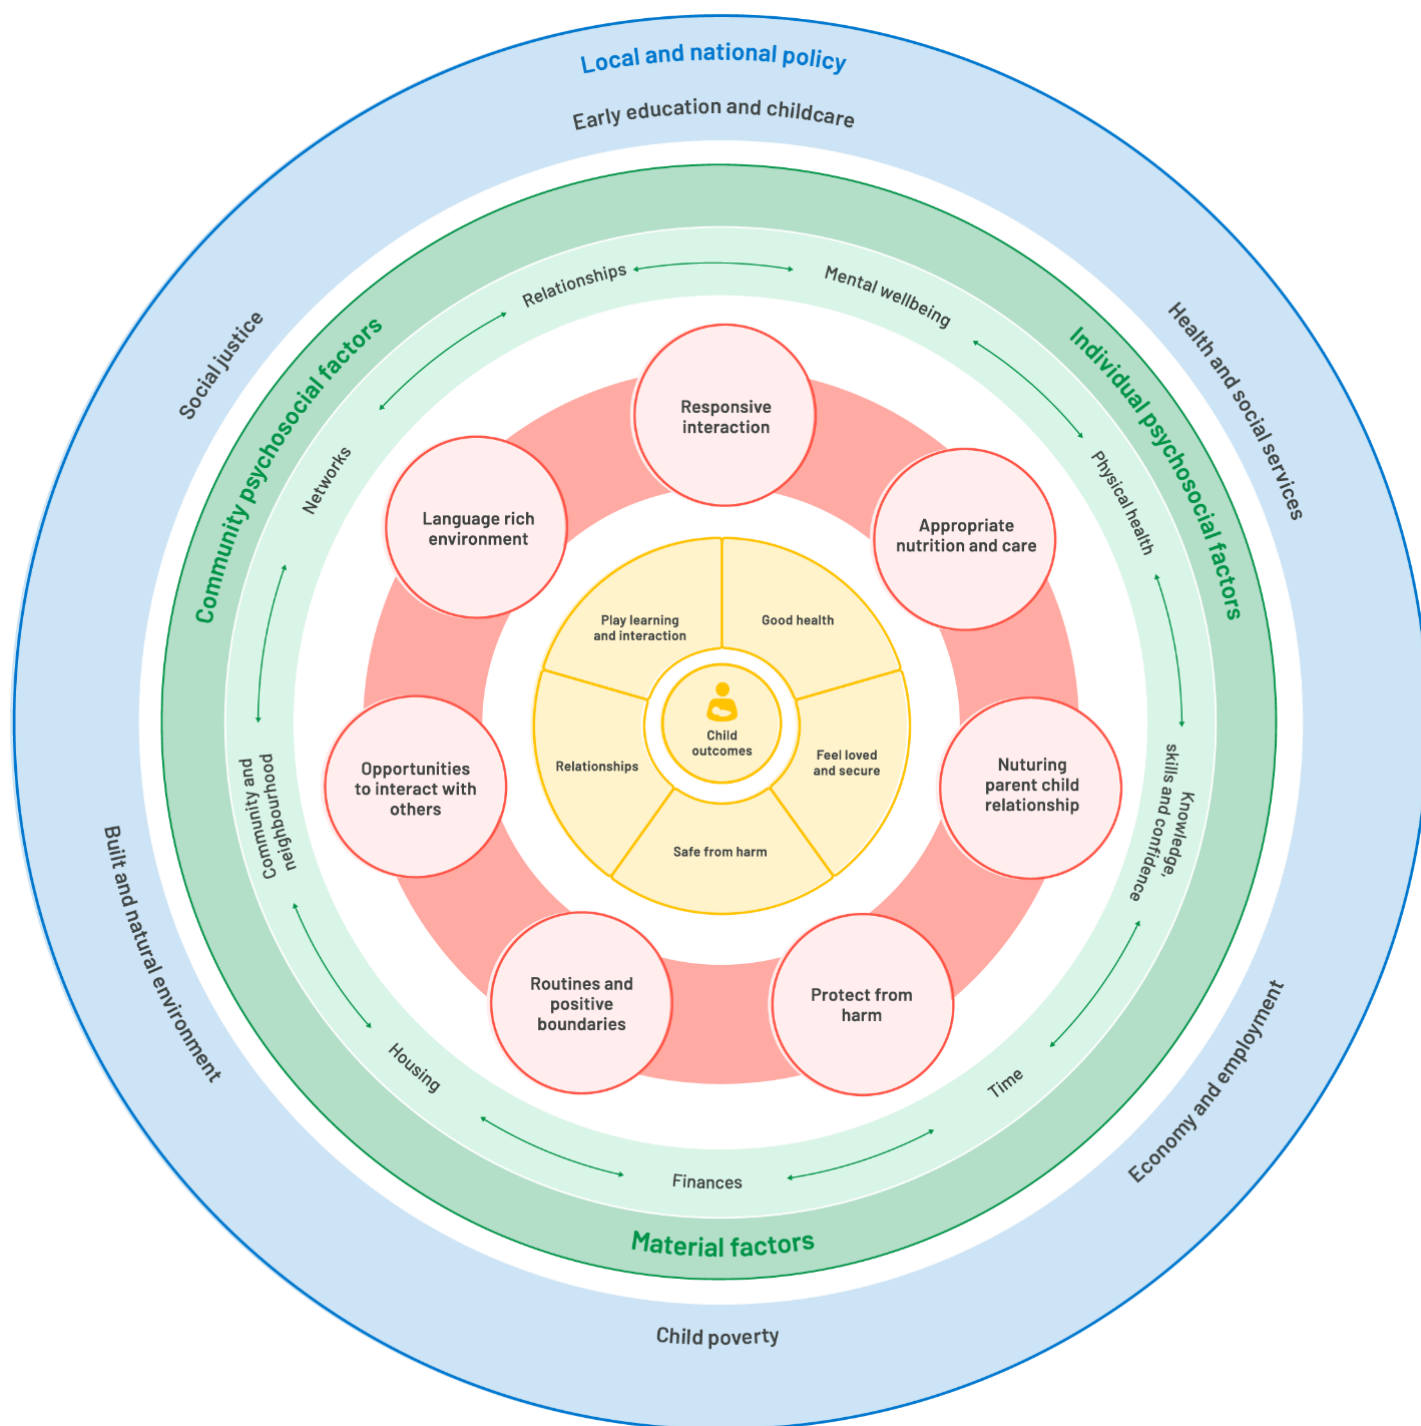 Local and national policy
Early education and childcare
Social justice
Health and social services
Built and natural environment
Economy and employment
Child poverty
Community psychosocial factors
Individual psychosocial factors
Material factors
Relationships
Mental wellbeing
Networks
Physical health
Community and
neighbourhood
Knowledge,
skills and confidence
Housing
Time
Finances
Responsive
interaction
Language rich
environment
Appropriate
nutrition and care
Opportunities
to interact with
others
Nuturing
parent child
relationship
Routines and
positive
boundaries
Protect from
harm
Play learning
and interaction
Good health
Relationships
Feel loved
and secure
Safe from harm
Child
outcomes